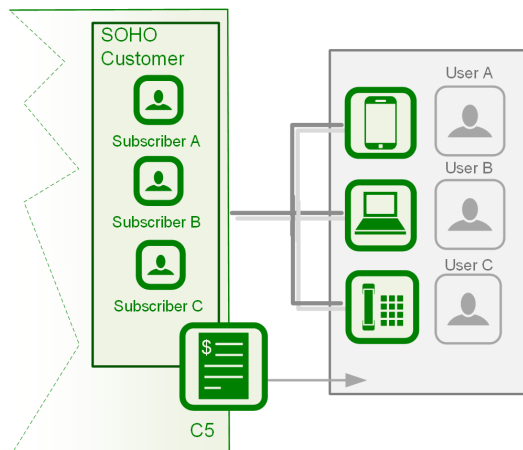 SOHO
Customer
Subscriber A
Subscriber B
Subscriber C
$
C5
User A
User B
User C